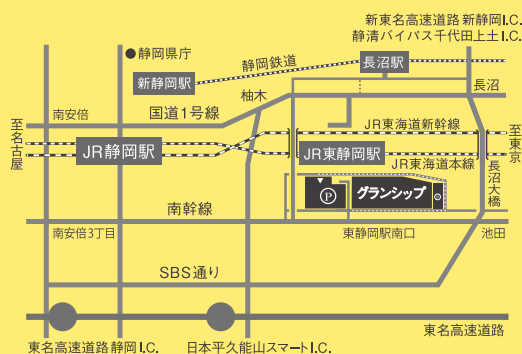 新東名高速道路 新静岡I.C.
静清バイパス千代田上土I.C.
静岡県庁
静岡鉄道
長沼駅
新静岡駅
柚木
長沼
南安倍
国道1号線
至名古屋
JR静岡駅
JR東海道新幹線
JR東静岡駅
至東京
JR東海道本線
長沼大橋
P
グランシップ
南幹線
南安倍3丁目
東静岡駅南口
池田
SBS通り
東名高速道路
東名高速道路 静岡I.C.
日本平久能山スマートI.C.